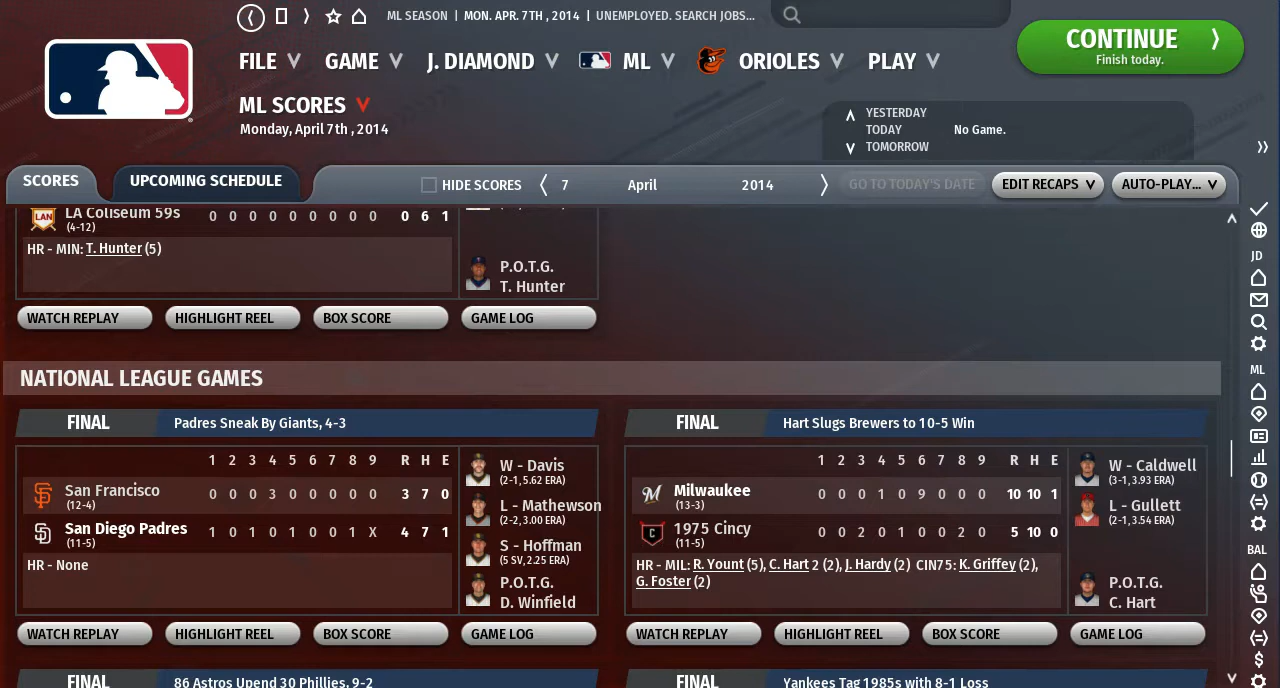 ML SEASON | MON. APR. 7TH , 2014 | UNEMPLOYED. SEARCH JOBS...
FILE GAME J. DIAMOND ML ORIOLES PLAY
CONTINUE
Finish today.
ML SCORES
Monday, April 7th , 2014
YESTERDAY
TODAY No Game.
TOMORROW
SCORES UPCOMING SCHEDULE HIDE SCORES 7 April 2014 GO TO TODAY'S DATE EDIT RECAPS AUTO-PLAY...
LAN LA Coliseum 59s 0 0 0 0 0 0 0 0 0 0 6 1
(4-12)
HR - MIN: T. Hunter (5)
P.O.T.G.
T. Hunter
WATCH REPLAY HIGHLIGHT REEL BOX SCORE GAME LOG
NATIONAL LEAGUE GAMES
FINAL Padres Sneak By Giants, 4-3
1 2 3 4 5 6 7 8 9 R H E
San Francisco 0 0 0 3 0 0 0 0 0 3 7 0
(12-4)
San Diego Padres 1 0 1 0 1 0 0 1 X 4 7 1
(11-5)
HR - None
W - Davis
(2-1, 5.62 ERA)
L - Mathewson
(2-2, 3.00 ERA)
S - Hoffman
(5 SV, 2.25 ERA)
P.O.T.G.
D. Winfield
WATCH REPLAY HIGHLIGHT REEL BOX SCORE GAME LOG
FINAL Hart Slugs Brewers to 10-5 Win
1 2 3 4 5 6 7 8 9 R H E
Milwaukee 0 0 0 1 0 9 0 0 0 10 10 1
(13-3)
1975 Cincy 0 0 2 0 1 0 0 2 0 5 10 0
(11-5)
HR - MIL: R. Yount (5), C. Hart 2 (2), J. Hardy (2) CIN75: K. Griffey (2),
G. Foster (2)
W - Caldwell
(3-1, 3.93 ERA)
L - Gullett
(2-1, 3.54 ERA)
P.O.T.G.
C. Hart
WATCH REPLAY HIGHLIGHT REEL BOX SCORE GAME LOG
FINAL 86 Astros Upend 30 Phillies, 9-2
FINAL Yankees Tag 1985s with 8-1 Loss
JD
ML
BAL